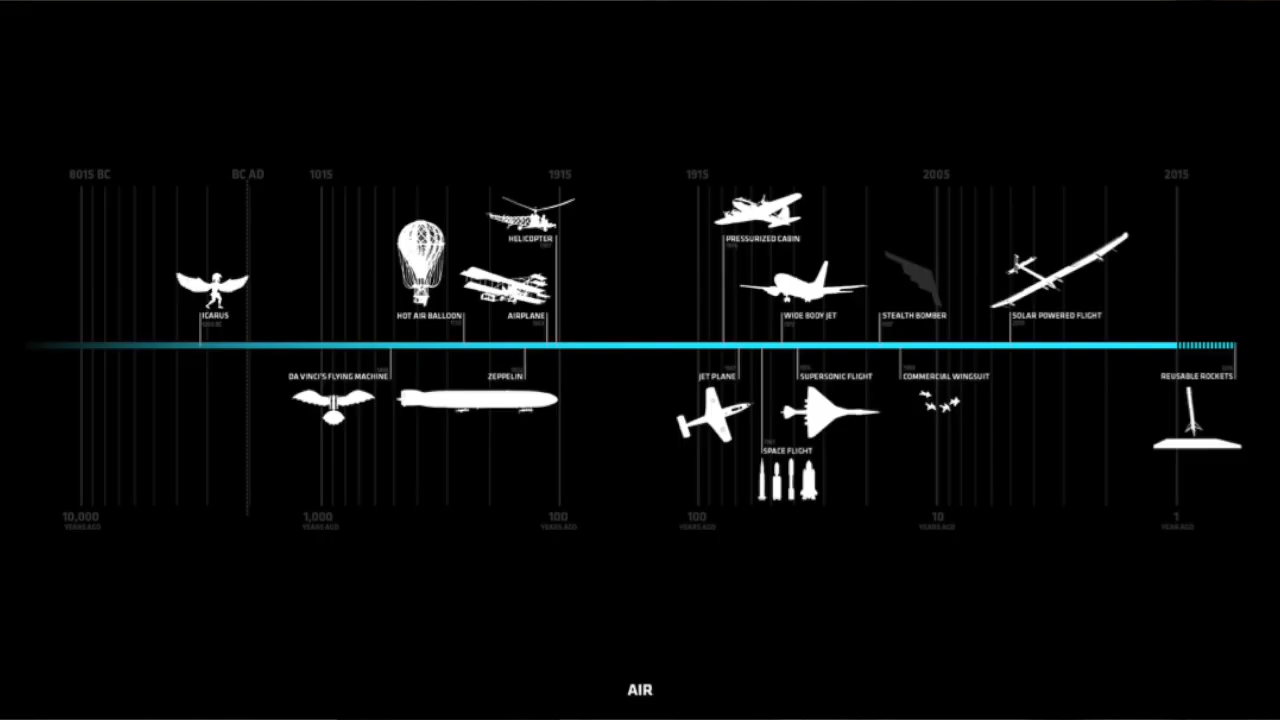 8015 BC
BC AD
1015
1915
1915
2005
2015
HELICOPTER
PRESSURIZED CABIN
ICARUS
HOT AIR BALLOON
AIRPLANE
WIDE BODY JET
STEALTH BOMBER
SOLAR POWERED FLIGHT
DA VINCI'S FLYING MACHINE
ZEPPELIN
JET PLANE
SUPERSONIC FLIGHT
COMMERCIAL WINGSUIT
REUSABLE ROCKETS
SPACE FLIGHT
10,000
YEARS AGO
1,000
YEARS AGO
100
YEARS AGO
100
YEARS AGO
10
YEARS AGO
1
YEAR AGO
AIR